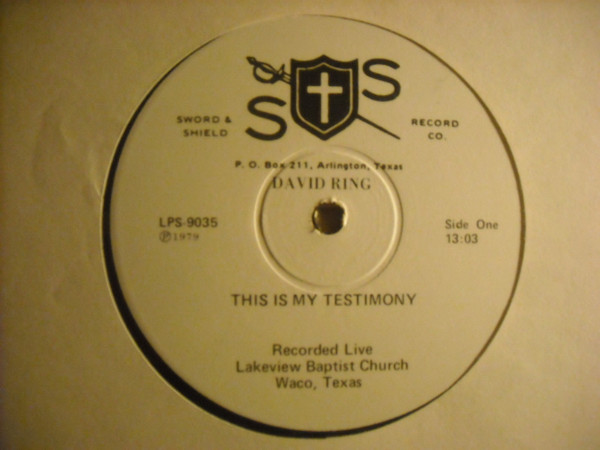 S S
SWORD &
SHIELD
RECORD
CO.
P. O. Box 211, Arlington, Texas
DAVID RING
LPS-9035
Ⓟ1979
Side One
13:03
THIS IS MY TESTIMONY
Recorded Live
Lakeview Baptist Church
Waco, Texas